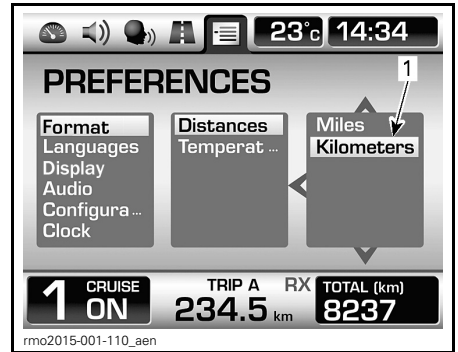 23°c 14:34
1
PREFERENCES
Format
Languages
Display
Audio
Configura ...
Clock
Distances
Temperat ...
Miles
Kilometers
1 CRUISE ON
TRIP A
234.5 km
RX
TOTAL (km)
8237
rmo2015-001-110_aen